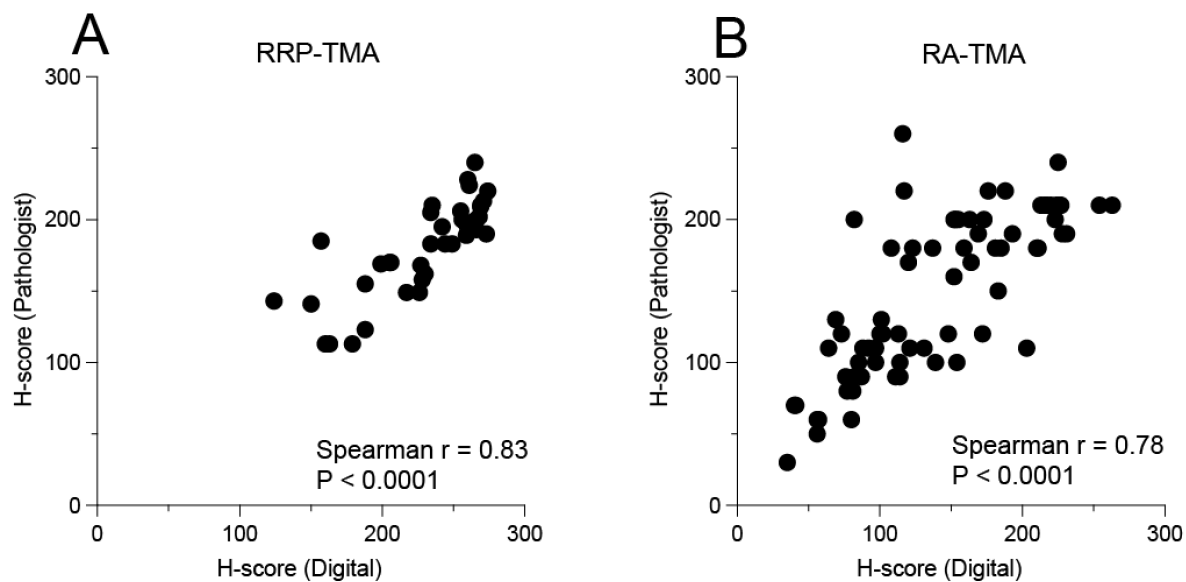 A
RRP-TMA
300
200
100
0
H-score (Pathologist)
Spearman r = 0.83
P < 0.0001
0
100
200
300
H-score (Digital)
B
RA-TMA
300
200
100
0
H-score (Pathologist)
Spearman r = 0.78
P < 0.0001
0
100
200
300
H-score (Digital)